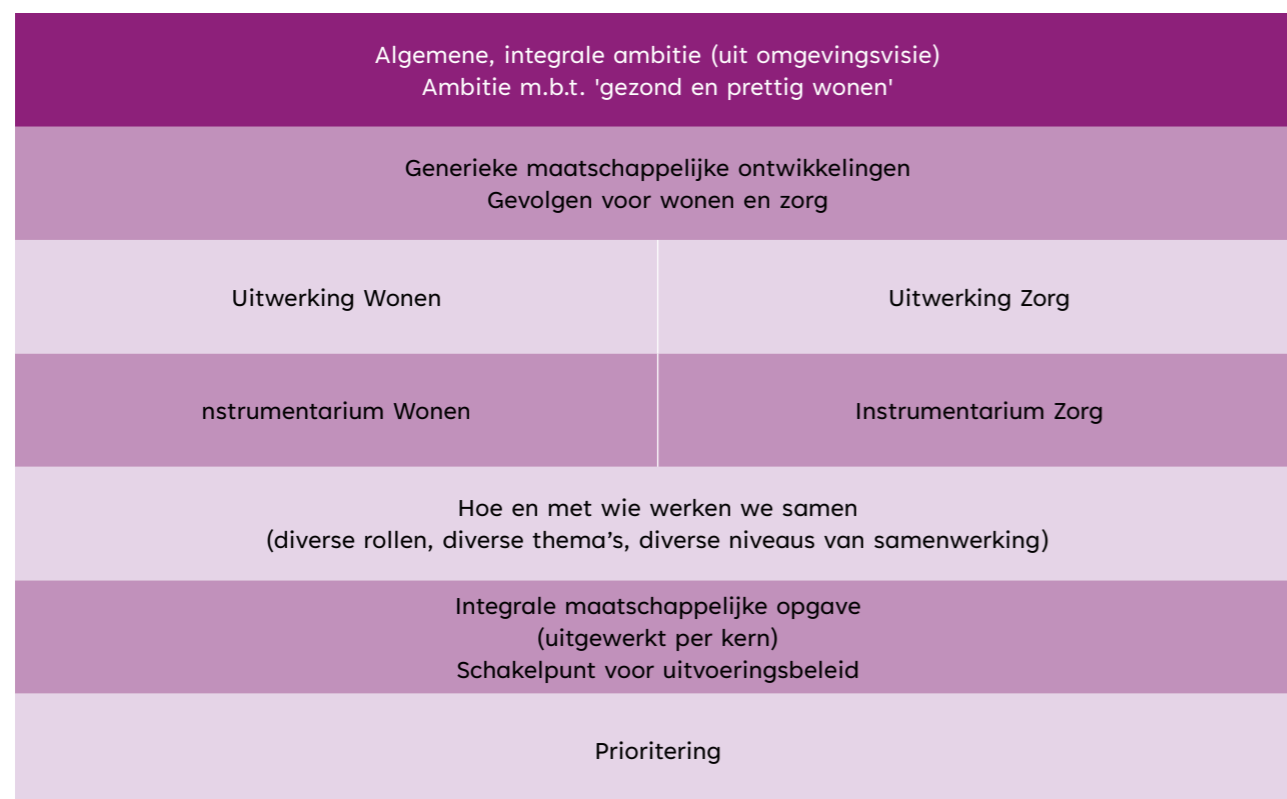 Algemene, integrale ambitie (uit omgevingsvisie)
Ambitie m.b.t. 'gezond en prettig wonen'
Generieke maatschappelijke ontwikkelingen
Gevolgen voor wonen en zorg
Uitwerking Wonen
Uitwerking Zorg
nstrumentarium Wonen
Instrumentarium Zorg
Hoe en met wie werken we samen
(diverse rollen, diverse thema’s, diverse niveaus van samenwerking)
Integrale maatschappelijke opgave
(uitgewerkt per kern)
Schakelpunt voor uitvoeringsbeleid
Prioritering